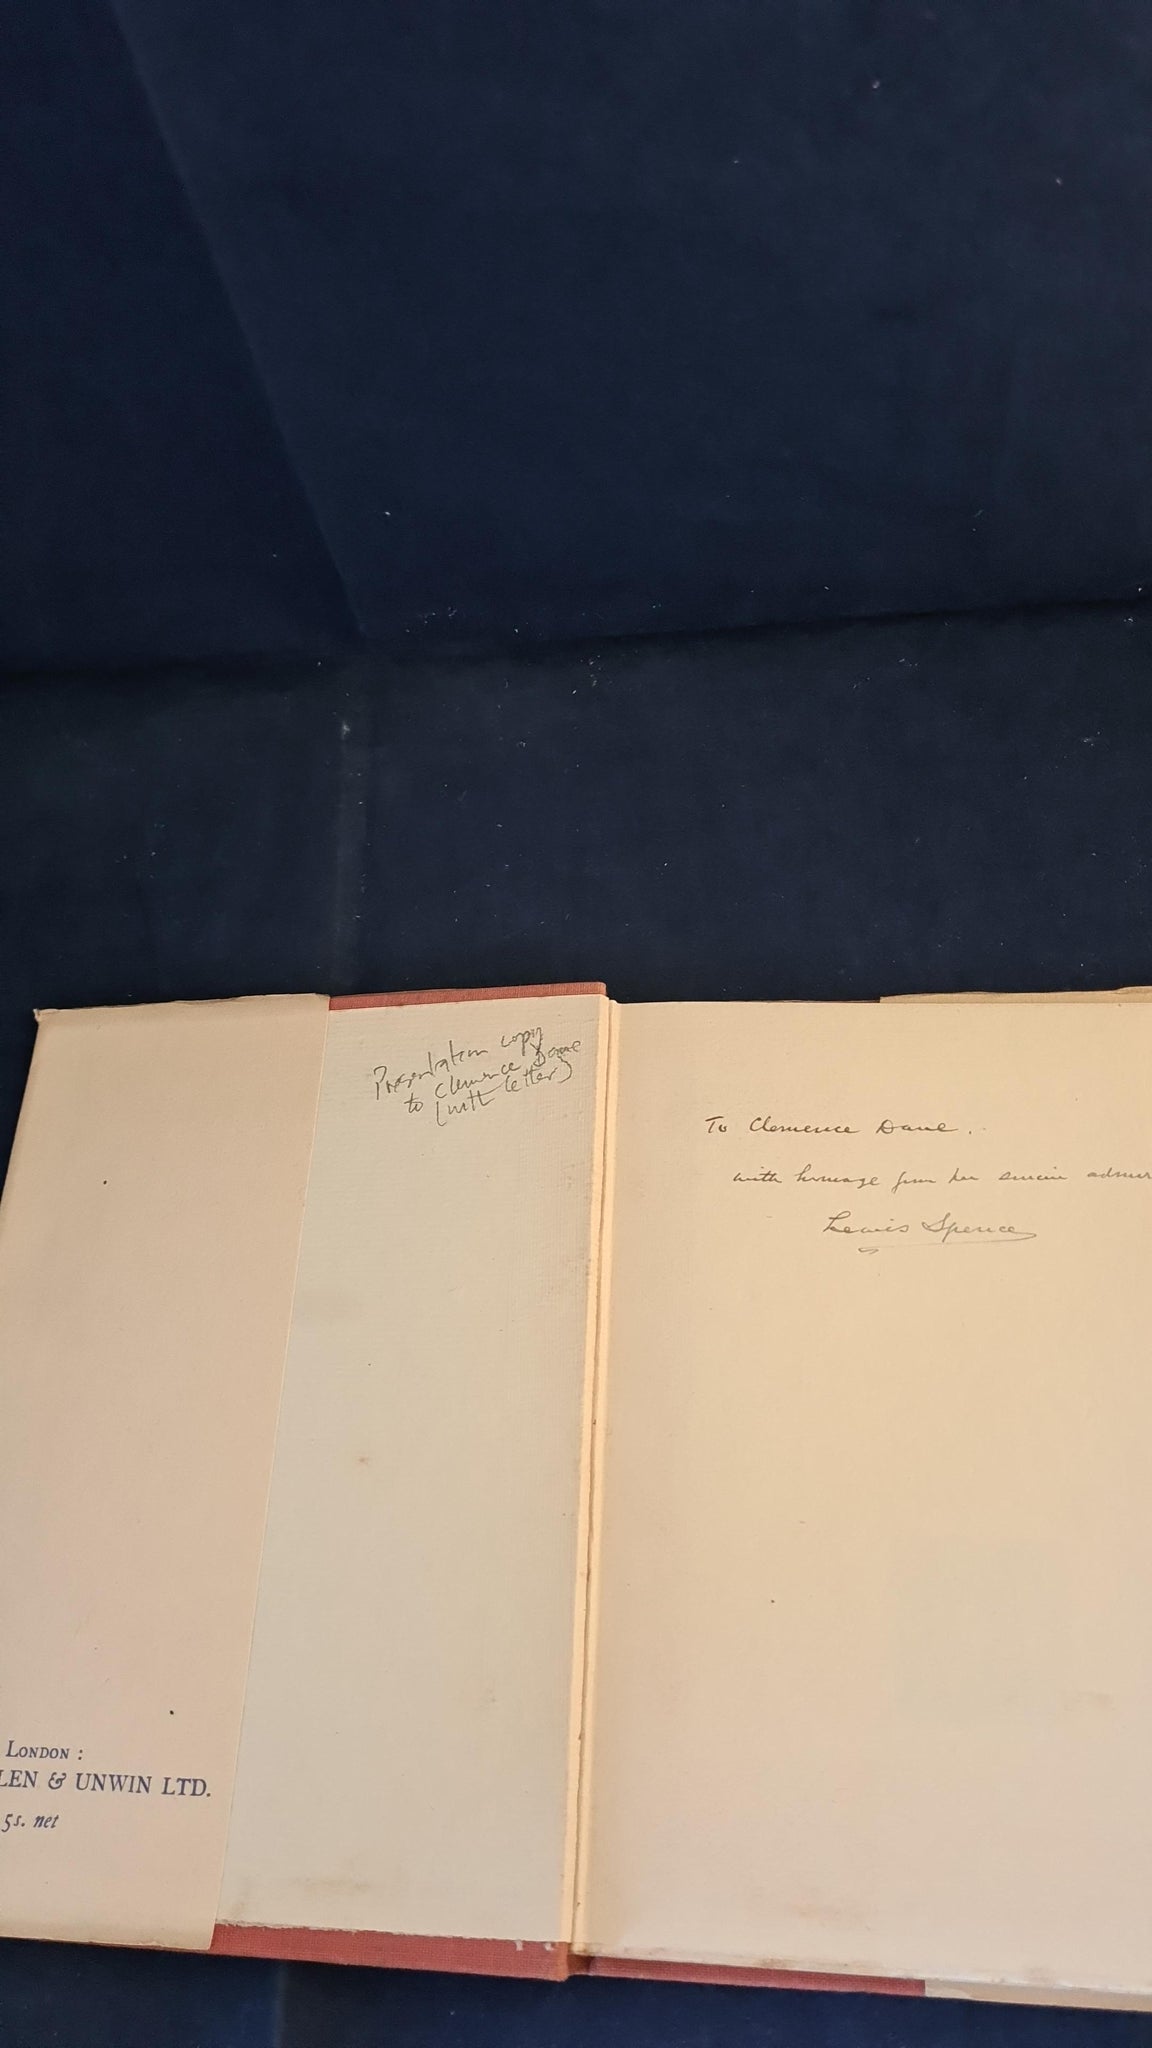 Presentation copy
to Clemence Dane
(with letter)
To Clemence Dane.
with homage from her sincere admir
Lewis Spence
LONDON :
LEN & UNWIN LTD.
5s. net